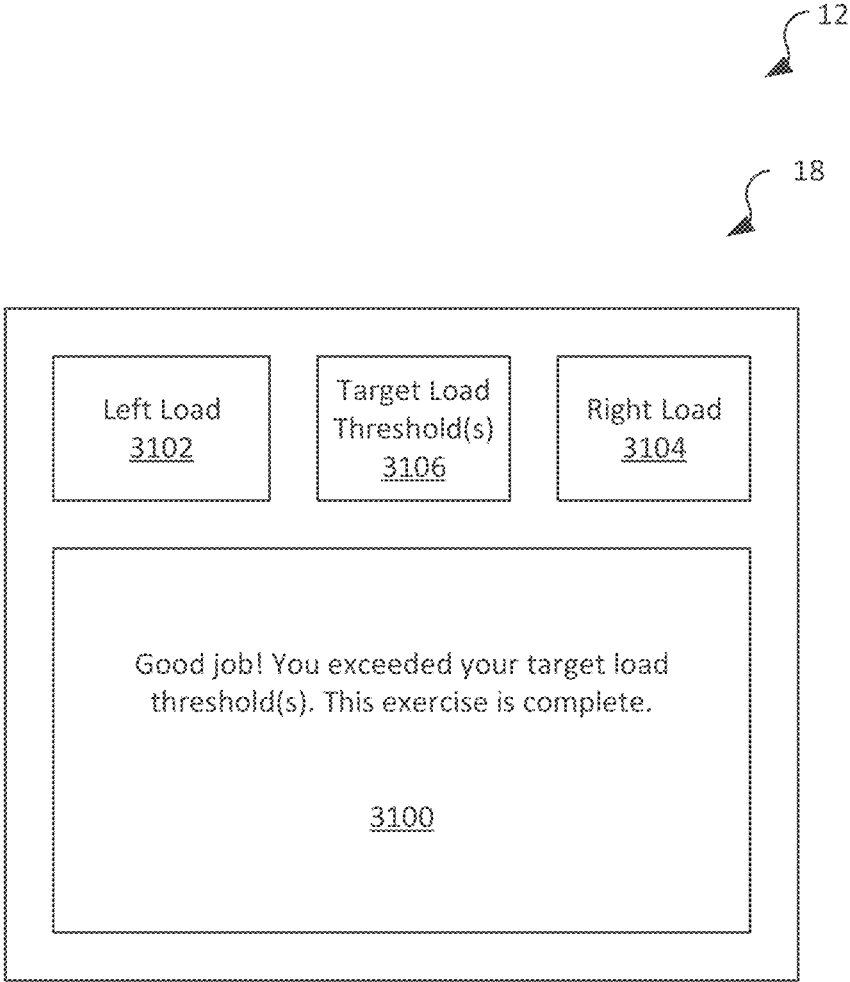 12
18
Left Load
3102
Target Load
Threshold(s)
3106
Right Load
3104
Good job! You exceeded your target load
threshold(s). This exercise is complete.
3100